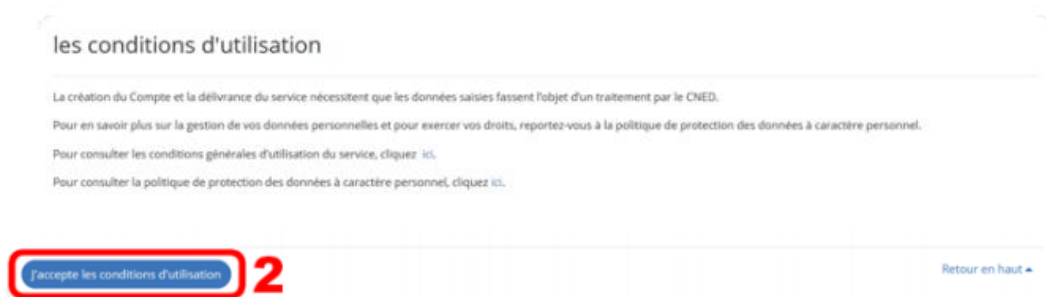 les conditions d'utilisation
La création du Compte et la délivrance du service nécessitent que les données saisies fassent l'objet d'un traitement par le CNED.
Pour en savoir plus sur la gestion de vos données personnelles et pour exercer vos droits, reportez-vous à la politique de protection des données à caractère personnel.
Pour consulter les conditions générales d'utilisation du service, cliquez ici.
Pour consulter la politique de protection des données à caractère personnel, cliquez ici.
J'accepte les conditions d'utilisation 2
Retour en haut